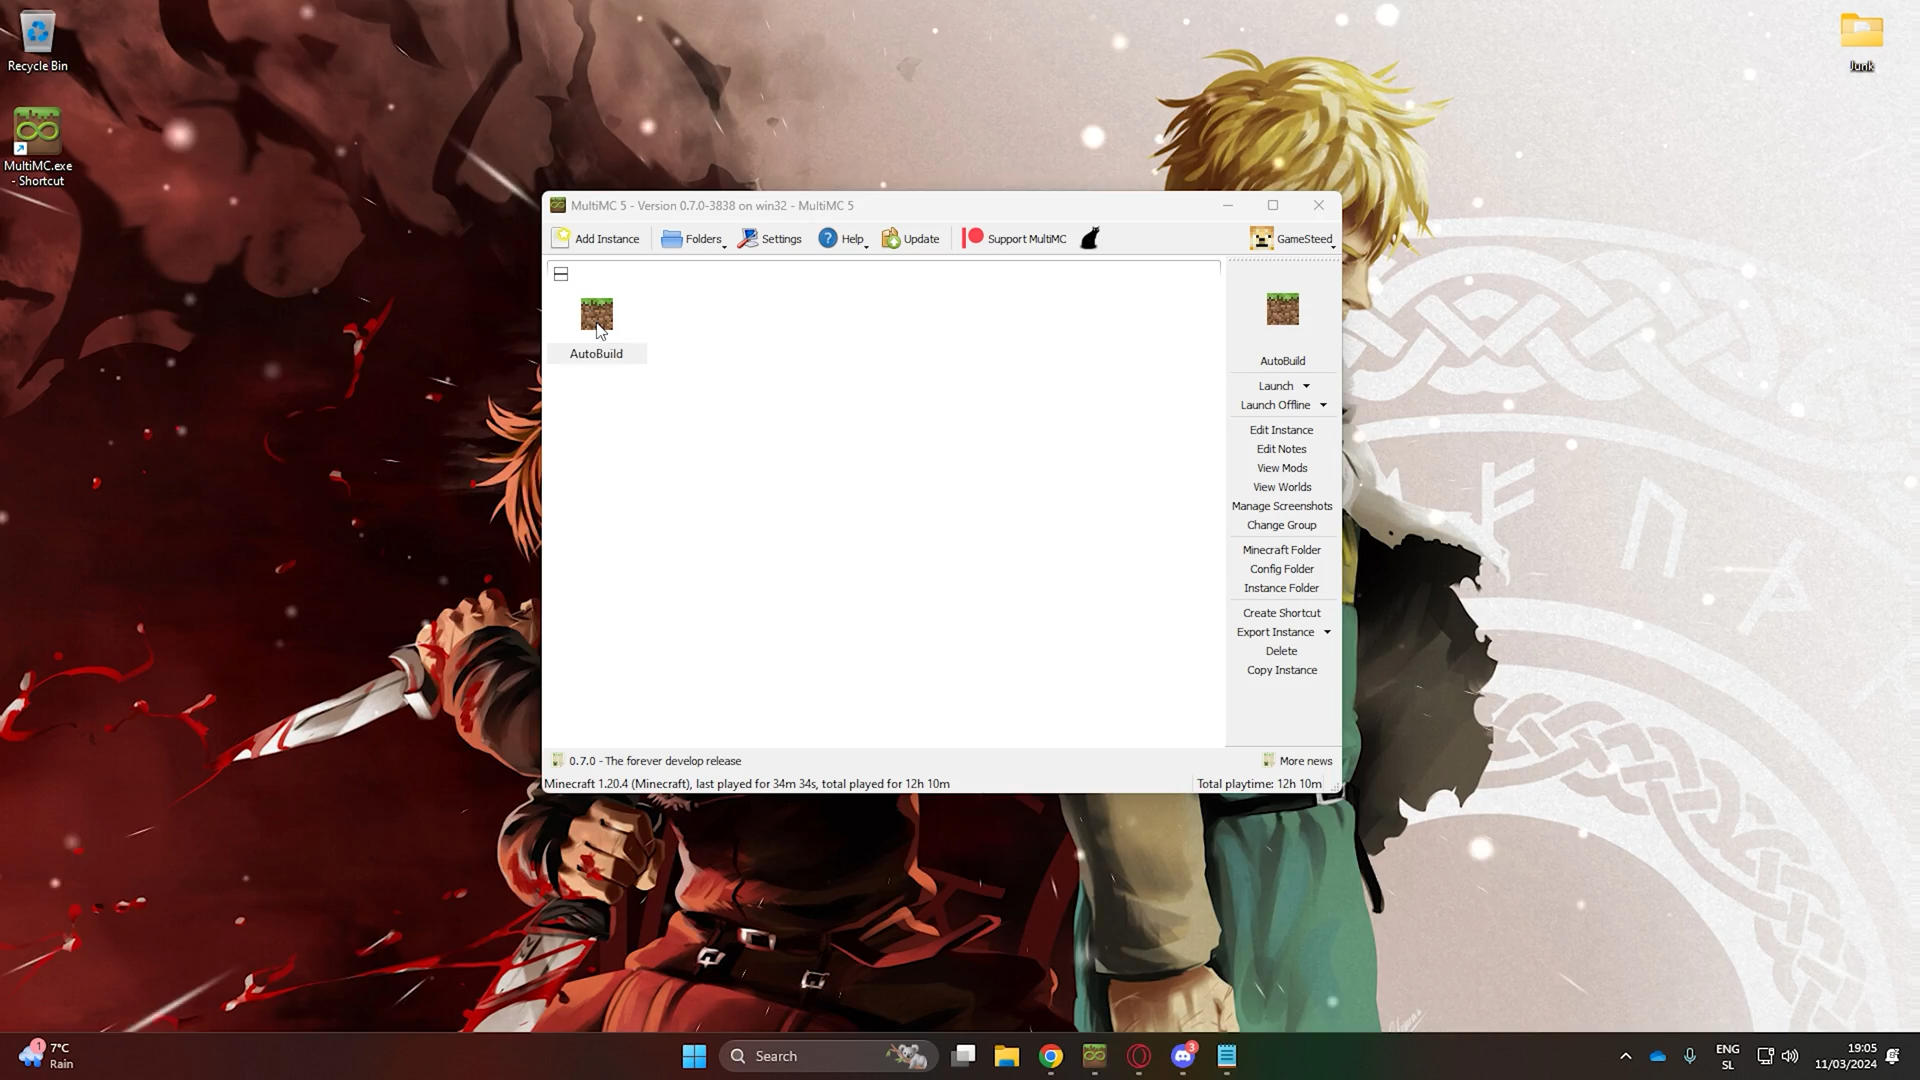 Recycle Bin
MultiMC.exe
- Shortcut
Junk
MultiMC 5 - Version 0.7.0-3838 on win32 - MultiMC 5
Add Instance
Folders
Settings
Help
Update
Support MultiMC
GameSteed
AutoBuild
AutoBuild
Launch
Launch Offline
Edit Instance
Edit Notes
View Mods
View Worlds
Manage Screenshots
Change Group
Minecraft Folder
Config Folder
Instance Folder
Create Shortcut
Export Instance
Delete
Copy Instance
0.7.0 - The forever develop release
More news
Minecraft 1.20.4 (Minecraft), last played for 34m 34s, total played for 12h 10m
Total playtime: 12h 10m
1
7°C
Rain
Search
3
ENG
SL
19:05
11/03/2024